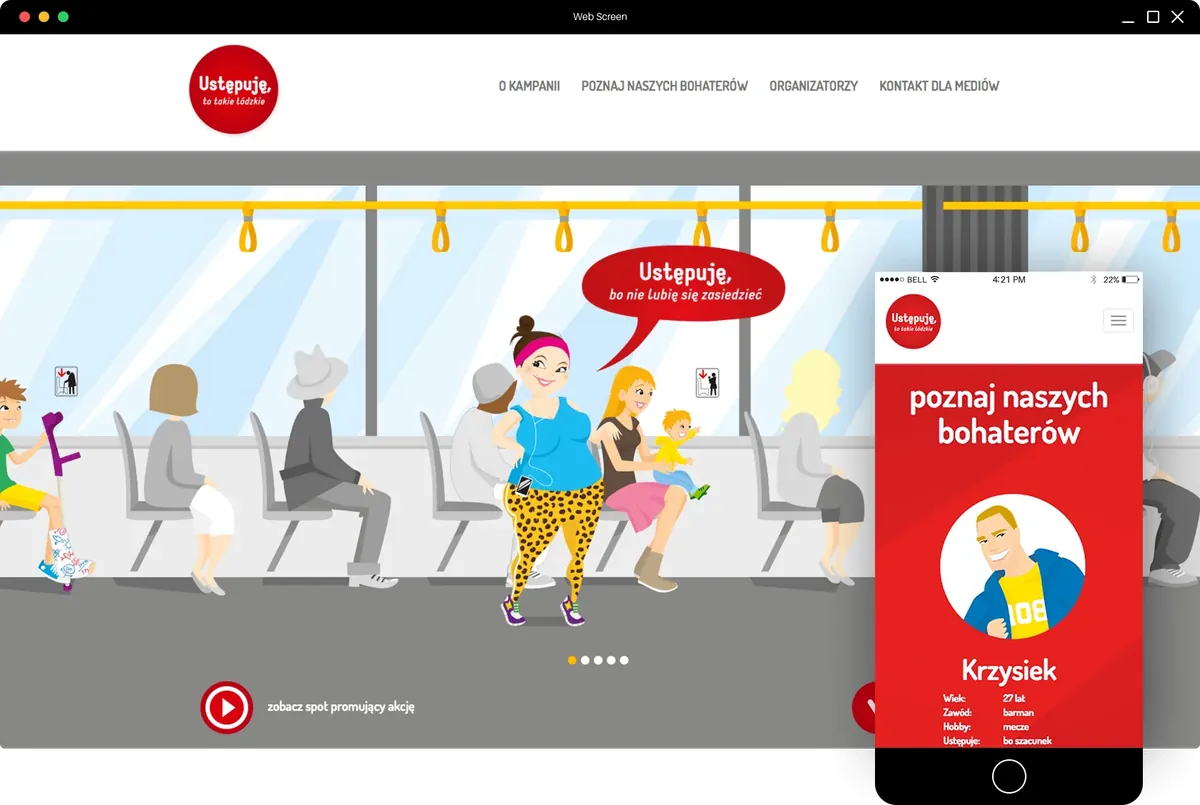 Web Screen
Ustępuję,
to takie łódzkie
O KAMPANII POZNAJ NASZYCH BOHATERÓW ORGANIZATORZY KONTAKT DLA MEDIÓW
Ustępuję,
bo nie lubię się zasiedzieć
zobacz spot promujący akcję
BELL 4:21 PM 22%
Ustępuję,
to takie łódzkie
poznaj naszych
bohaterów
108
Krzysiek
Wiek: 27 lat
Zawód: barman
Hobby: mecze
Ustępuje: bo szacunek